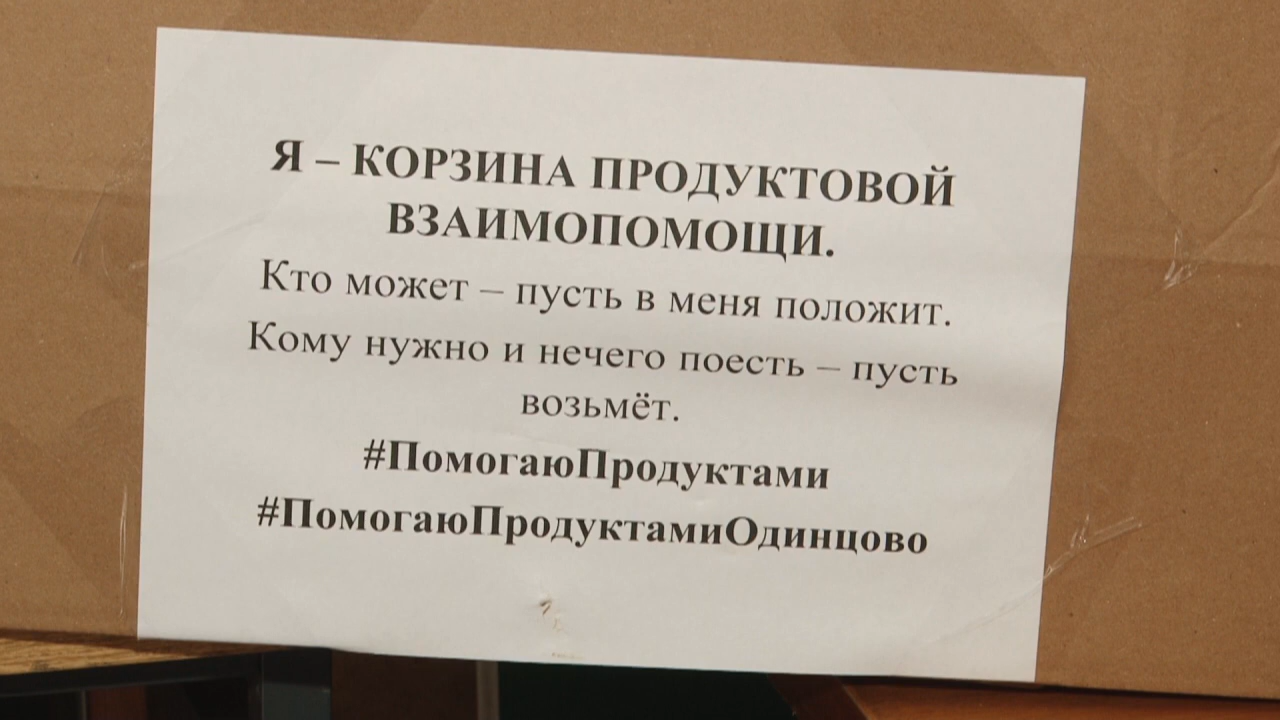 Я – КОРЗИНА ПРОДУКТОВОЙ
ВЗАИМОПОМОЩИ.
Кто может – пусть в меня положит.
Кому нужно и нечего поесть – пусть
возьмёт.
#ПомогаюПродуктами
#ПомогаюПродуктамиОдинцово